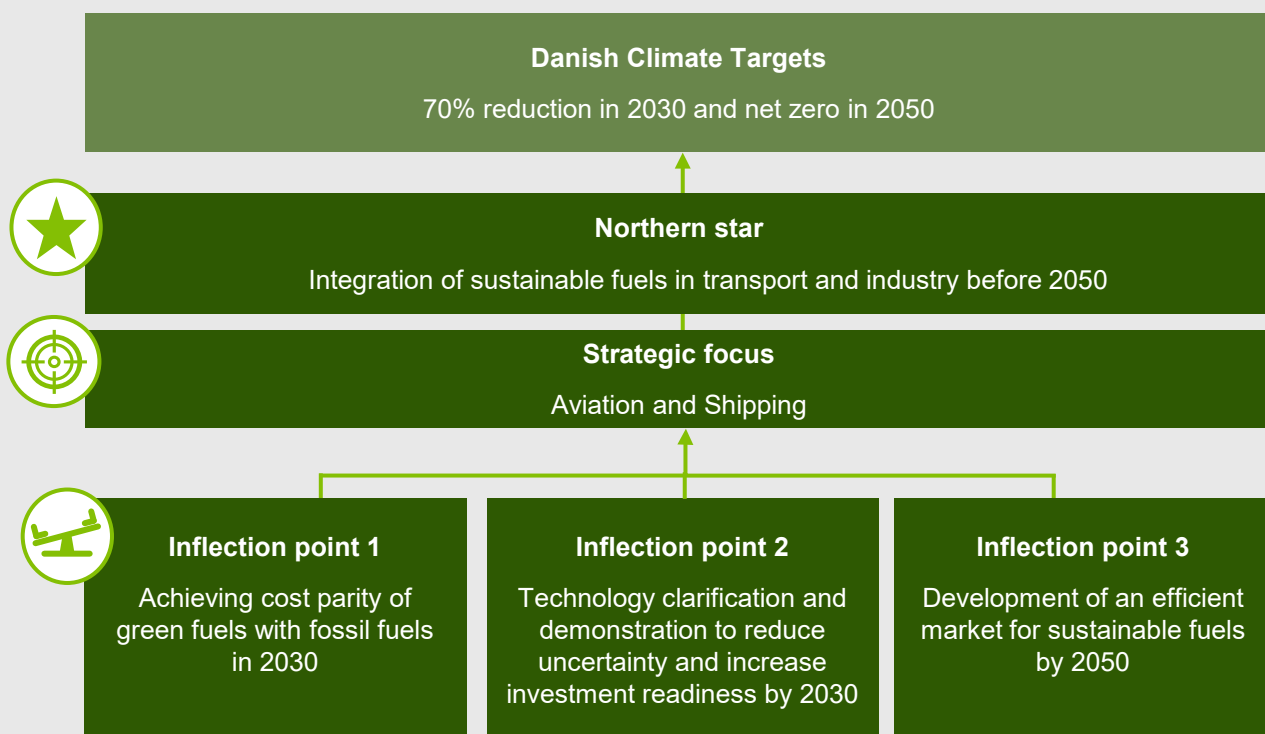 Danish Climate Targets
70% reduction in 2030 and net zero in 2050
Northern star
Integration of sustainable fuels in transport and industry before 2050
Strategic focus
Aviation and Shipping
Inflection point 1
Achieving cost parity of
green fuels with fossil fuels
in 2030
Inflection point 2
Technology clarification and
demonstration to reduce
uncertainty and increase
investment readiness by 2030
Inflection point 3
Development of an efficient
market for sustainable fuels
by 2050